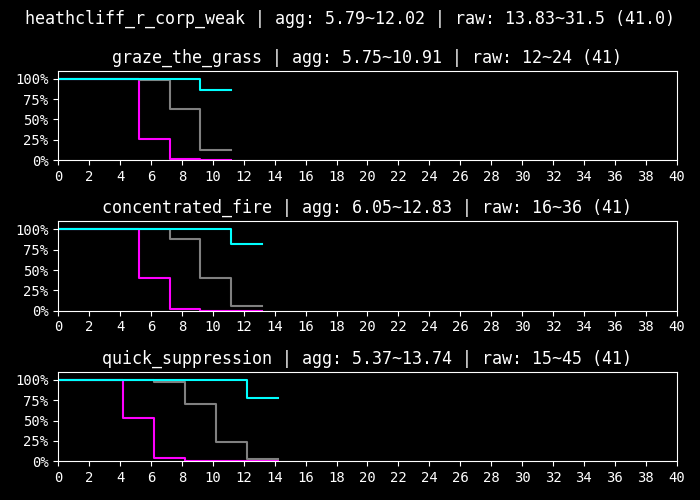 heathcliff_r_corp_weak | agg: 5.79~12.02 | raw: 13.83~31.5 (41.0)
graze_the_grass | agg: 5.75~10.91 | raw: 12~24 (41)
100%
75%
50%
25%
0%
0 2 4 6 8 10 12 14 16 18 20 22 24 26 28 30 32 34 36 38 40
concentrated_fire | agg: 6.05~12.83 | raw: 16~36 (41)
100%
75%
50%
25%
0%
0 2 4 6 8 10 12 14 16 18 20 22 24 26 28 30 32 34 36 38 40
quick_suppression | agg: 5.37~13.74 | raw: 15~45 (41)
100%
75%
50%
25%
0%
0 2 4 6 8 10 12 14 16 18 20 22 24 26 28 30 32 34 36 38 40